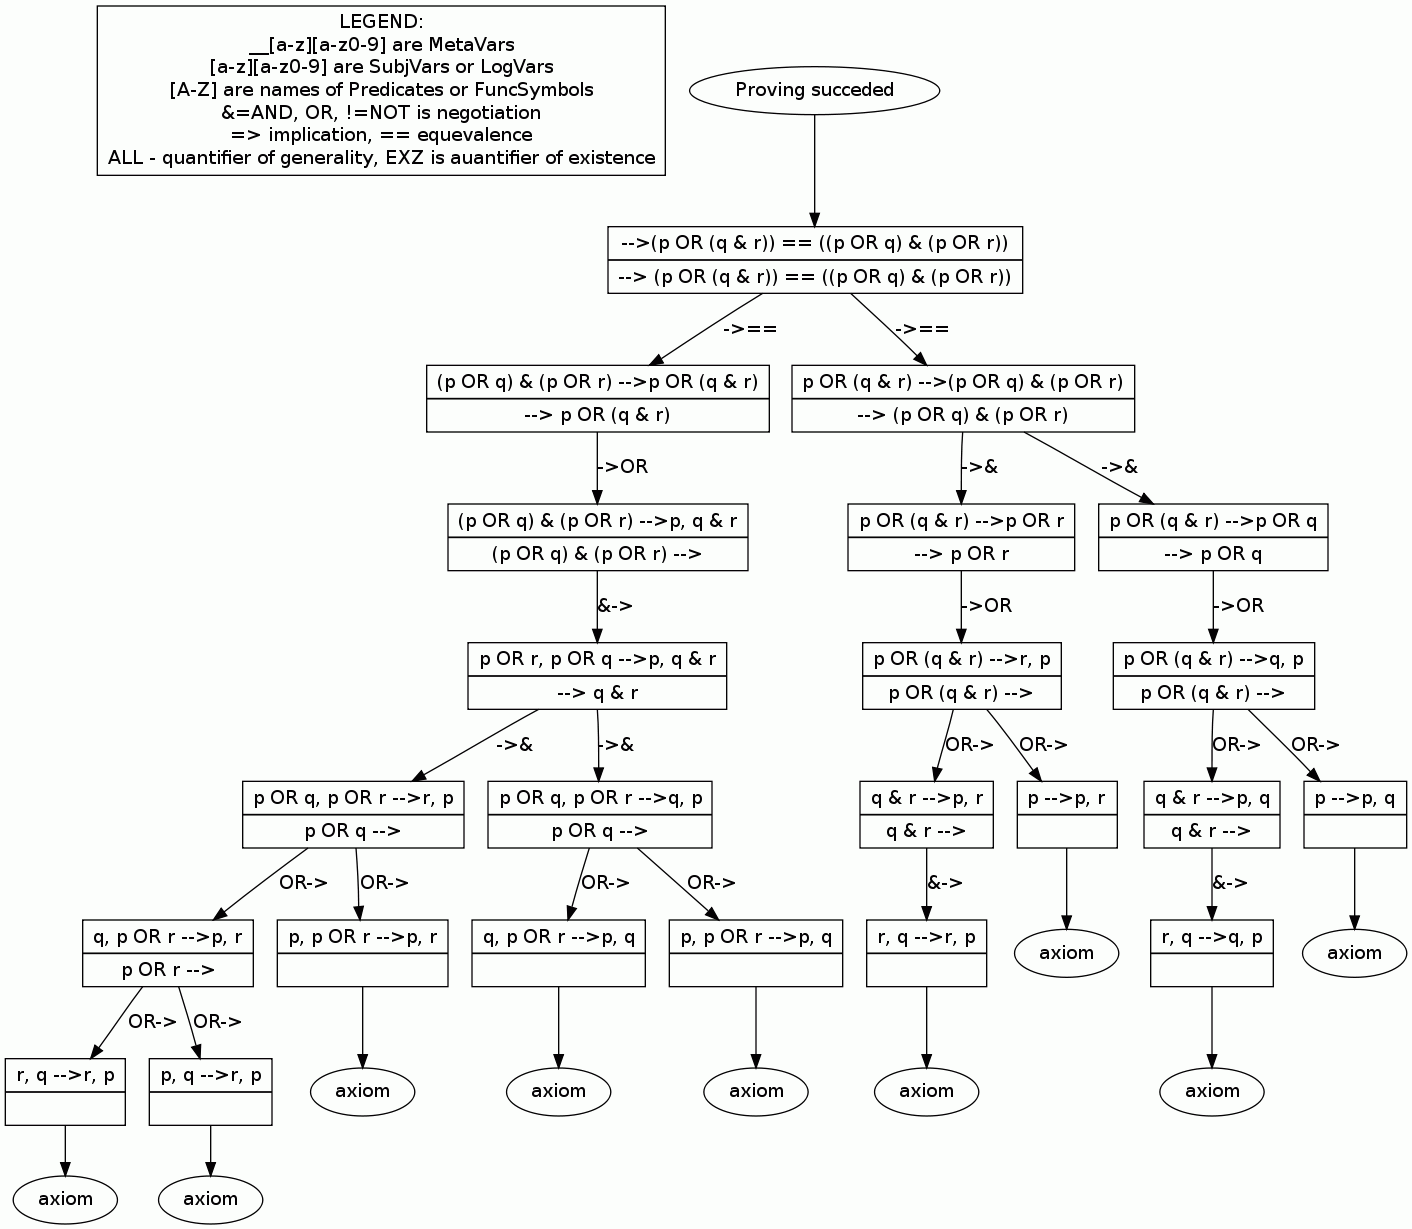 LEGEND:
__[a-z][a-z0-9] are MetaVars
[a-z][a-z0-9] are SubjVars or LogVars
[A-Z] are names of Predicates or FuncSymbols
&=AND, OR, !=NOT is negotiation
=> implication, == equevalence
ALL - quantifier of generality, EXZ is auantifier of existence
Proving succeded
-->(p OR (q & r)) == ((p OR q) & (p OR r))
--> (p OR (q & r)) == ((p OR q) & (p OR r))
->==
->==
(p OR q) & (p OR r) -->p OR (q & r)
--> p OR (q & r)
p OR (q & r) -->(p OR q) & (p OR r)
--> (p OR q) & (p OR r)
->OR
->&
->&
(p OR q) & (p OR r) -->p, q & r
(p OR q) & (p OR r) -->
p OR (q & r) -->p OR r
--> p OR r
p OR (q & r) -->p OR q
--> p OR q
&->
->OR
->OR
p OR r, p OR q -->p, q & r
--> q & r
p OR (q & r) -->r, p
p OR (q & r) -->
p OR (q & r) -->q, p
p OR (q & r) -->
->&
->&
OR->
OR->
OR->
OR->
p OR q, p OR r -->r, p
p OR q -->
p OR q, p OR r -->q, p
p OR q -->
q & r -->p, r
q & r -->
p -->p, r
q & r -->p, q
q & r -->
p -->p, q
OR->
OR->
OR->
OR->
&->
&->
q, p OR r -->p, r
p OR r -->
p, p OR r -->p, r
q, p OR r -->p, q
p, p OR r -->p, q
r, q -->r, p
axiom
r, q -->q, p
axiom
OR->
OR->
r, q -->r, p
p, q -->r, p
axiom
axiom
axiom
axiom
axiom
axiom
axiom